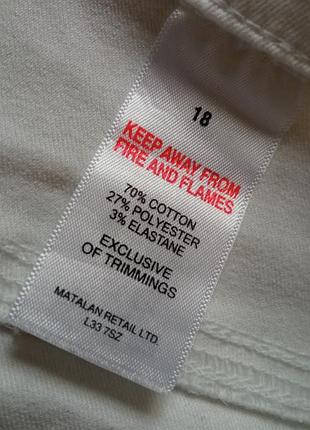 18
KEEP AWAY FROM
FIRE AND FLAMES
70% COTTON
27% POLYESTER
3% ELASTANE
EXCLUSIVE
OF TRIMMINGS
MATALAN RETAIL LTD.
L33 7SZ